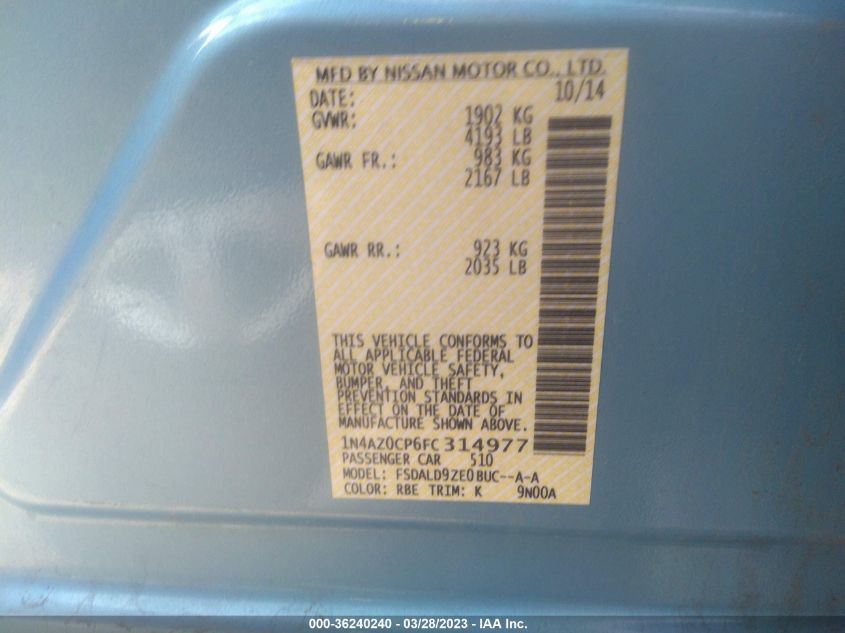 MFD BY NISSAN MOTOR CO., LTD.
DATE: 10/14
GVWR: 1902 KG
4193 LB
GAWR FR.: 983 KG
2167 LB
GAWR RR.: 923 KG
2035 LB
THIS VEHICLE CONFORMS TO
ALL APPLICABLE FEDERAL
MOTOR VEHICLE SAFETY,
BUMPER, AND THEFT
PREVENTION STANDARDS IN
EFFECT ON THE DATE OF
MANUFACTURE SHOWN ABOVE.
1N4AZ0CP6FC314977
PASSENGER CAR 510
MODEL: FSDALD9ZE0BUC--A-A
COLOR: RBE TRIM: K 9N00A
000-36240240 - 03/28/2023 - IAA Inc.